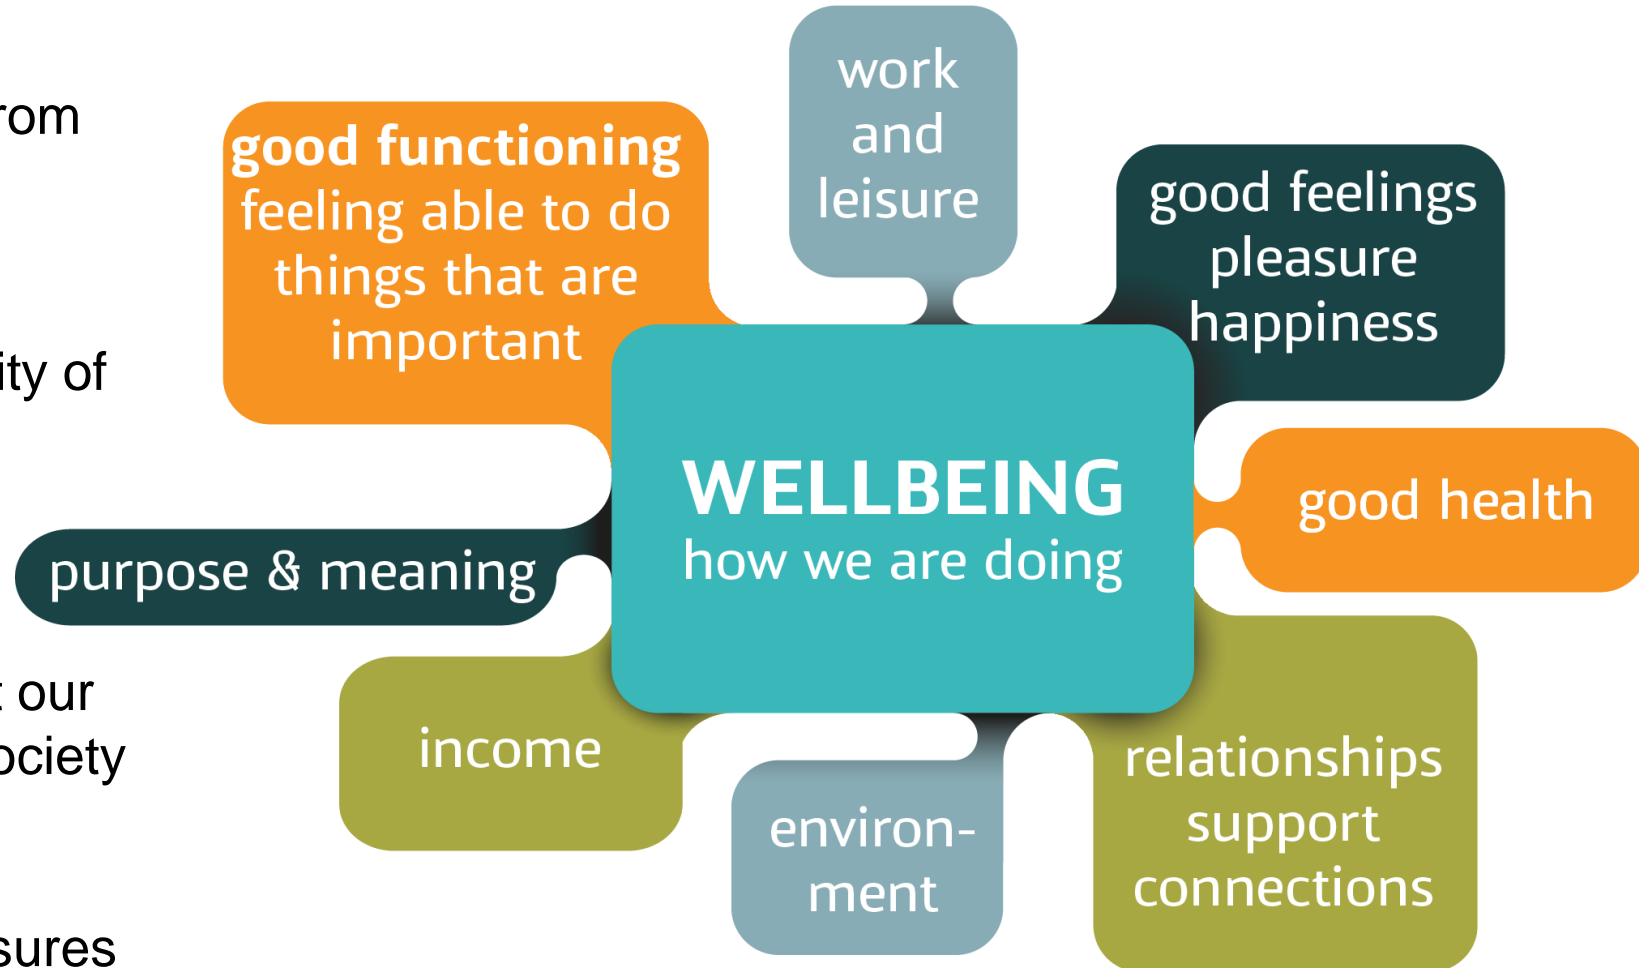 rom
ity of
t our
ociety
sures
good functioning
feeling able to do
things that are
important
work
and
leisure
good feelings
pleasure
happiness
WELLBEING
how we are doing
good health
purpose & meaning
income
environ-
ment
relationships
support
connections